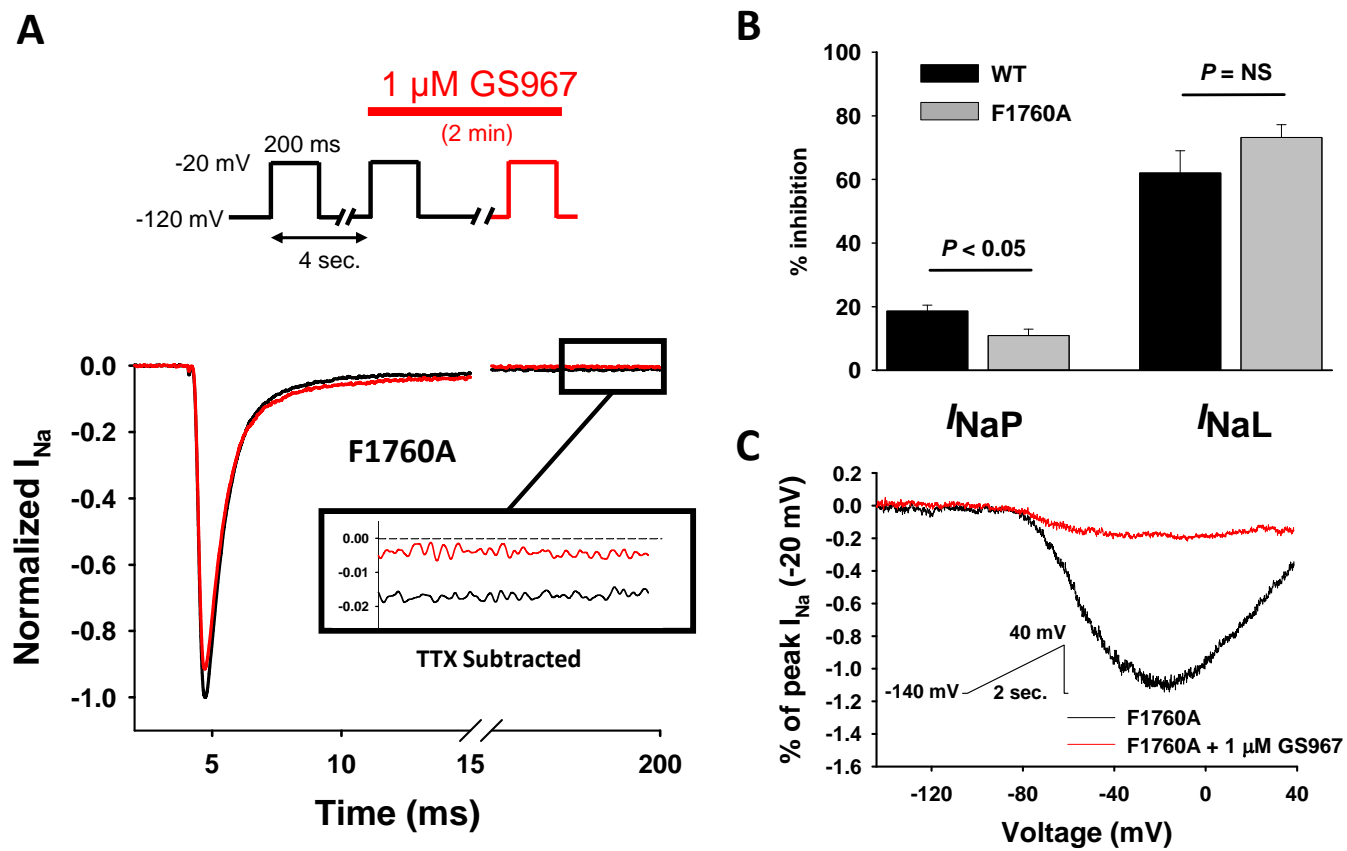 A
1 µM GS967
(2 min)
200 ms
-20 mV
-120 mV
4 sec.
0.0
-0.2
-0.4
-0.6
-0.8
-1.0
Normalized INa
F1760A
0.00
-0.01
-0.02
TTX Subtracted
5
10
15
200
Time (ms)
B
100
80
60
40
20
0
% inhibition
WT
F1760A
P = NS
P < 0.05
INaP
INaL
C
0.2
0.0
-0.2
-0.4
-0.6
-0.8
-1.0
-1.2
-1.4
-1.6
% of peak INa (-20 mV)
40 mV
-140 mV
2 sec.
F1760A
F1760A + 1 µM GS967
-120
-80
-40
0
40
Voltage (mV)